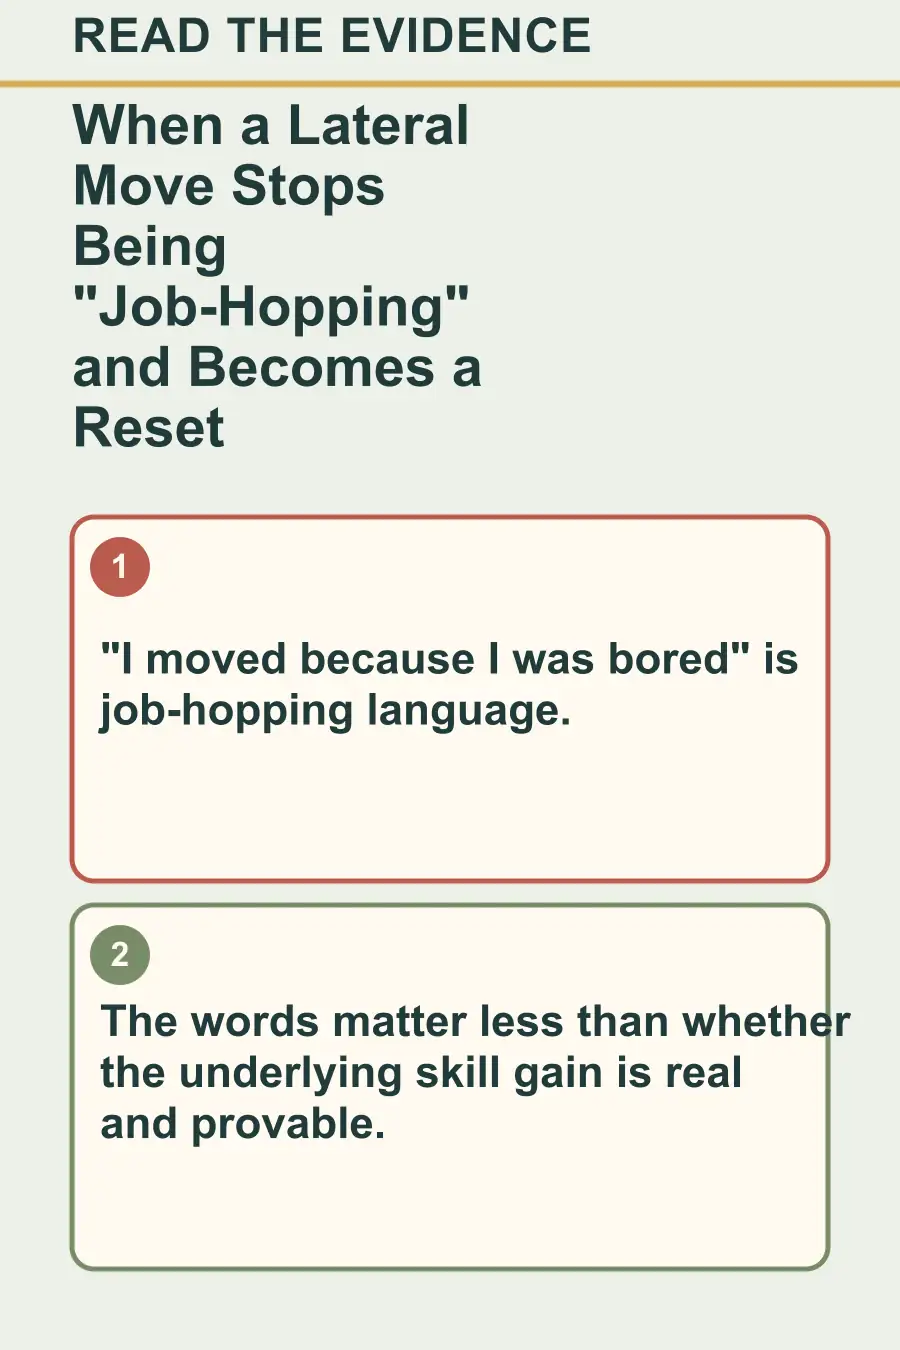 READ THE EVIDENCE
When a Lateral
Move Stops
Being
"Job-Hopping"
and Becomes a
Reset
1
"I moved because I was bored" is
job-hopping language.
2
The words matter less than whether
the underlying skill gain is real
and provable.